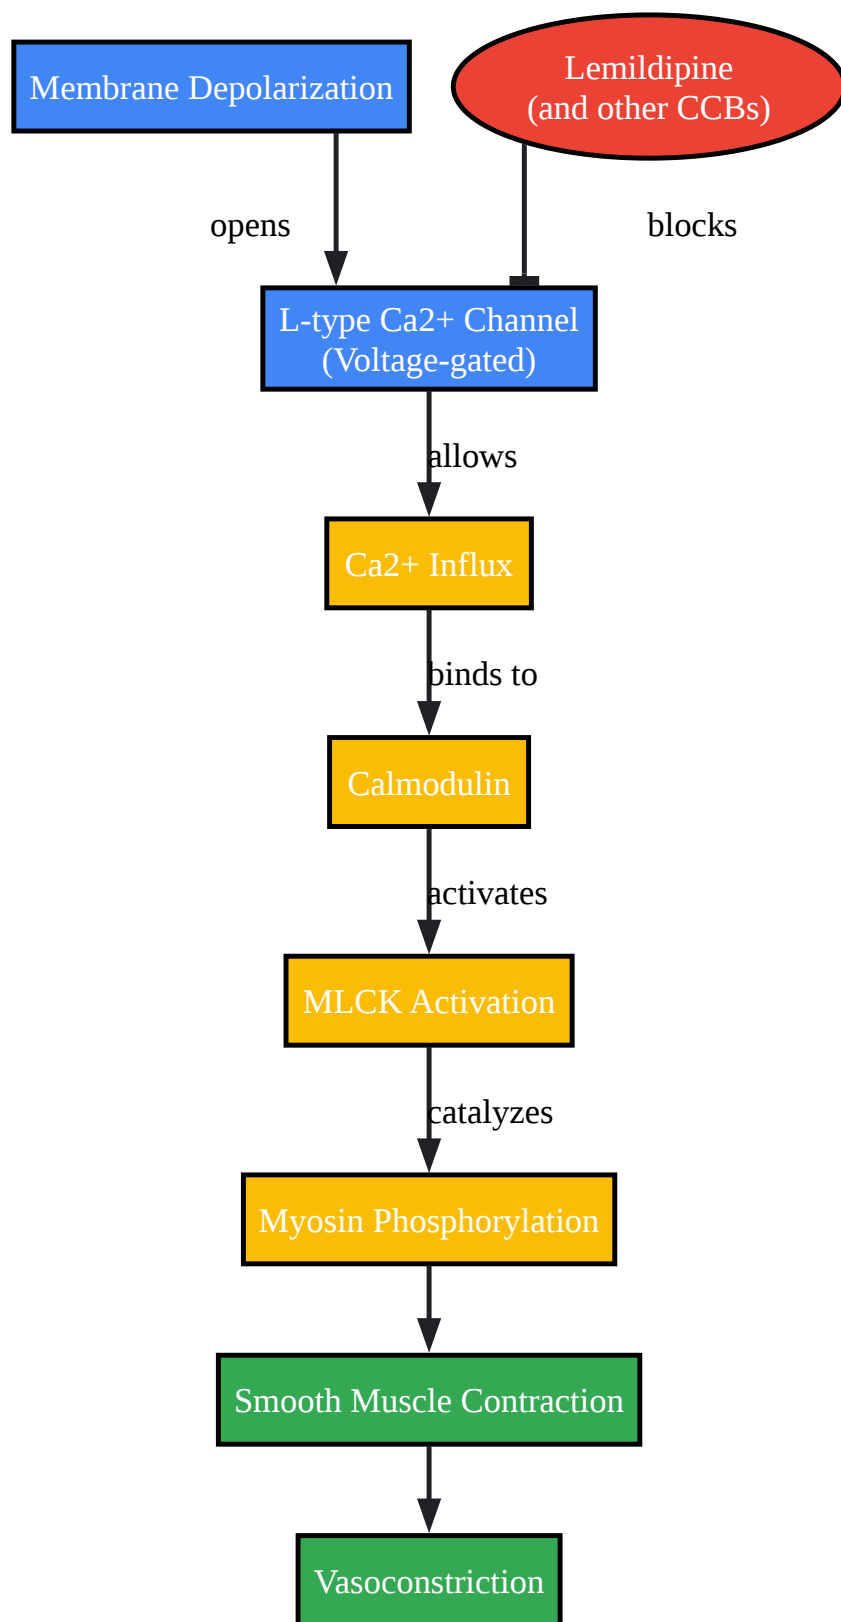 Membrane Depolarization
Lemildipine
(and other CCBs)
opens
blocks
L-type Ca2+ Channel
(Voltage-gated)
allows
Ca2+ Influx
binds to
Calmodulin
activates
MLCK Activation
catalyzes
Myosin Phosphorylation
Smooth Muscle Contraction
Vasoconstriction